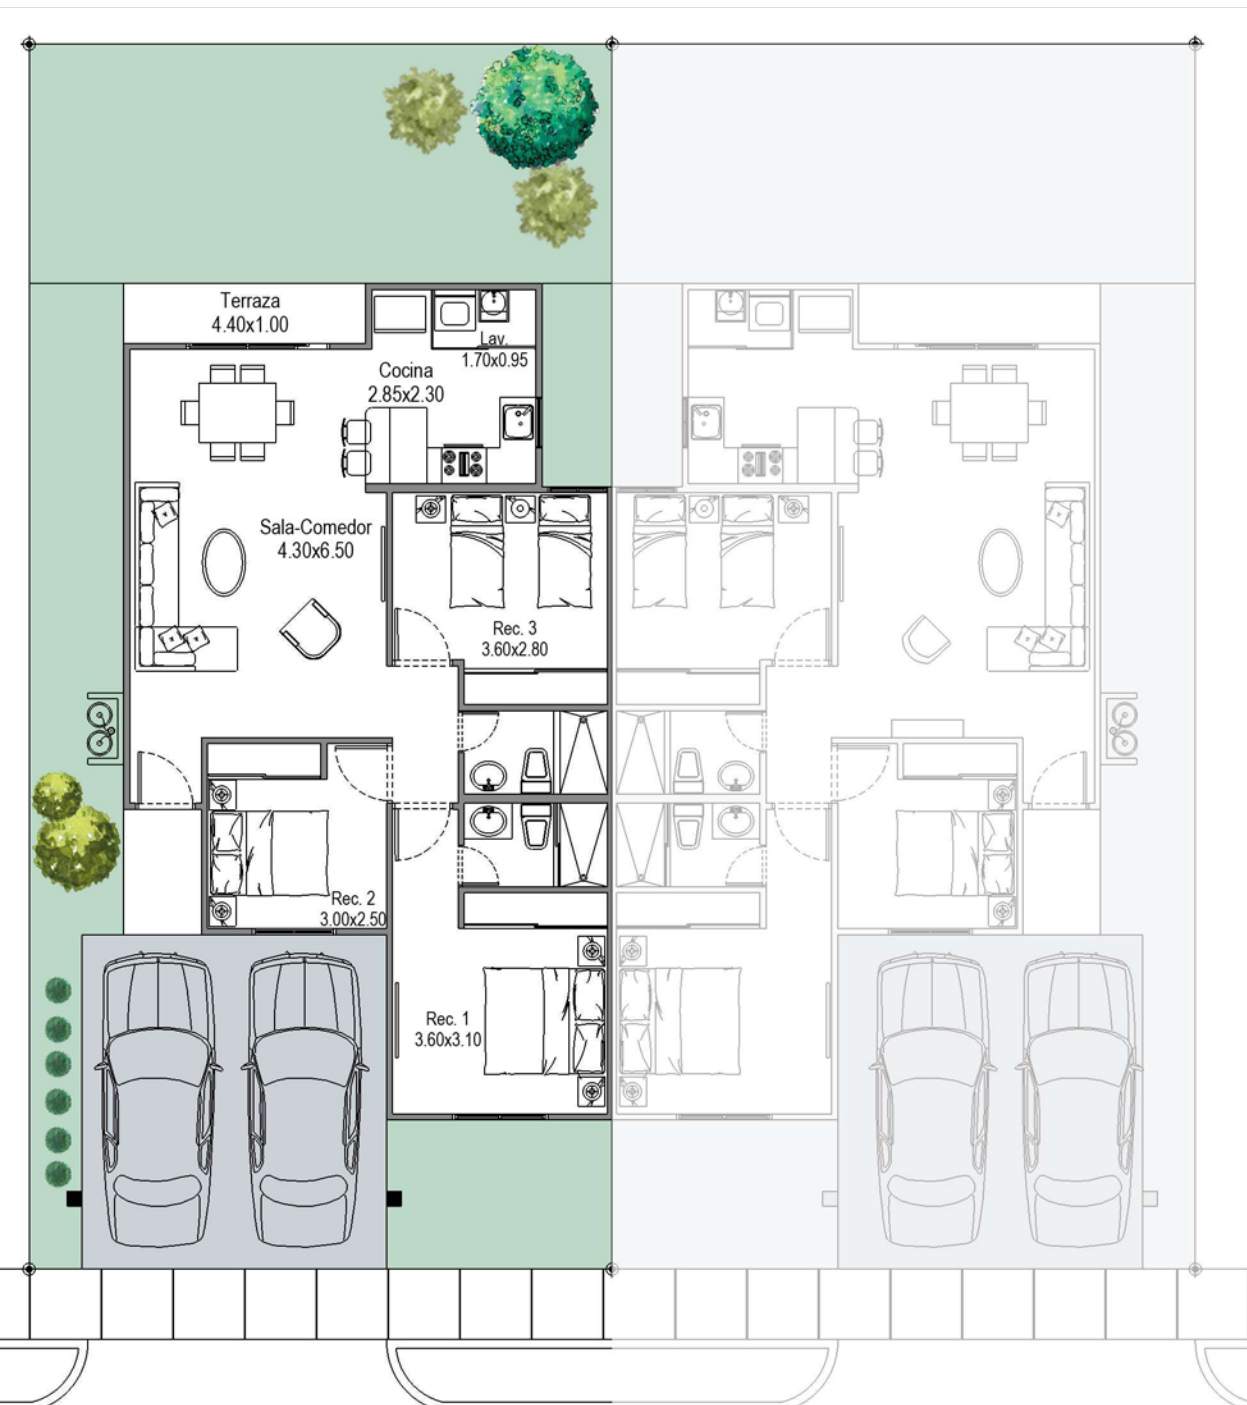 Terraza
4.40x1.00
Lav.
1.70x0.95
Cocina
2.85x2.30
Sala-Comedor
4.30x6.50
Rec. 3
3.60x2.80
Rec. 2
3.00x2.50
Rec. 1
3.60x3.10